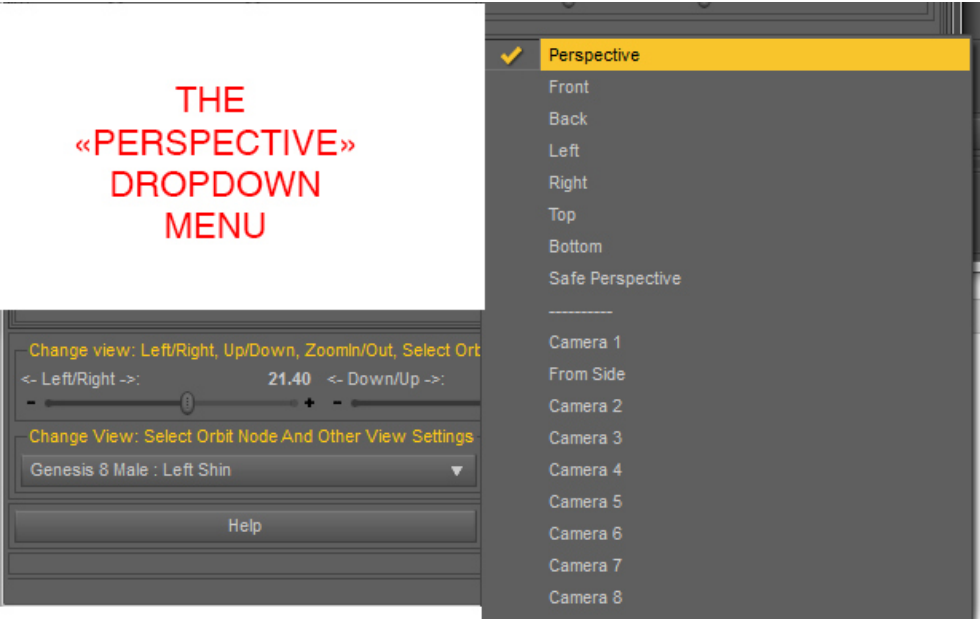 THE
«PERSPECTIVE»
DROPDOWN
MENU
Change view: Left/Right, Up/Down, ZoomIn/Out, Select Orb
<- Left/Right ->: 21.40 <- Down/Up ->:
- + -
Change View: Select Orbit Node And Other View Settings
Genesis 8 Male : Left Shin
Help
Perspective
Front
Back
Left
Right
Top
Bottom
Safe Perspective
----------
Camera 1
From Side
Camera 2
Camera 3
Camera 4
Camera 5
Camera 6
Camera 7
Camera 8